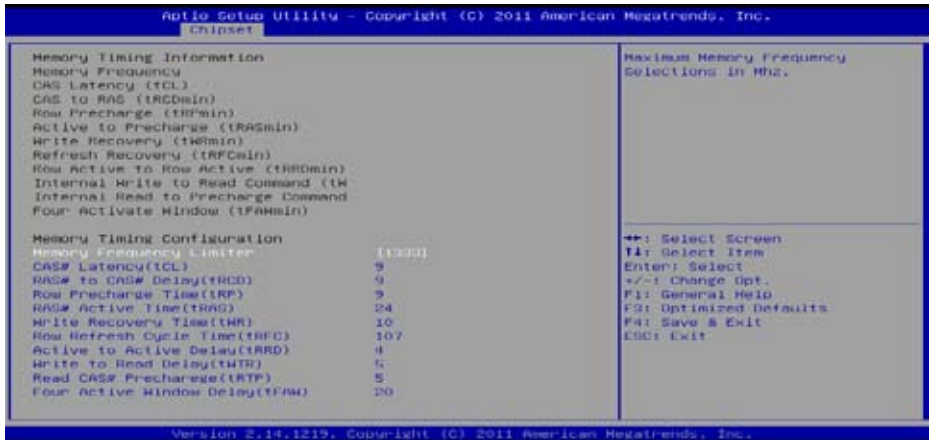 Aptio Setup Utility - Copyright (C) 2011 American Megatrends, Inc.
Chipset
Memory Timing Information
Memory Frequency
CAS Latency (tCL)
CAS to RAS (tRCDmin)
Row Precharge (tRPmin)
Active to Precharge (tRASmin)
Write Recovery (tWRmin)
Refresh Recovery (tRFCmin)
Row Active to Row Active (tRRDmin)
Internal Write to Read Command (tW
Internal Read to Precharge Command
Four Activate Window (tFAWmin)
Memory Timing Configuration
Memory Frequency Limiter [1333]
CAS# Latency(tCL) 9
RAS# to CAS# Delay(tRCD) 9
Row Precharge Time(tRP) 9
RAS# Active Time(tRAS) 24
Write Recovery Time(tWR) 10
Row Refresh Cycle Time(tRFC) 107
Active to Active Delay(tRRD) 4
Write to Read Delay(tWTR) 5
Read CAS# Precharege(tRTP) 5
Four Active Window Delay(tFAW) 20
Maximum Memory Frequency
Selections in Mhz.
→←: Select Screen
↑↓: Select Item
Enter: Select
+/-: Change Opt.
F1: General Help
F3: Optimized Defaults
F4: Save & Exit
ESC: Exit
Version 2.14.1219. Copyright (C) 2011 American Megatrends, Inc.